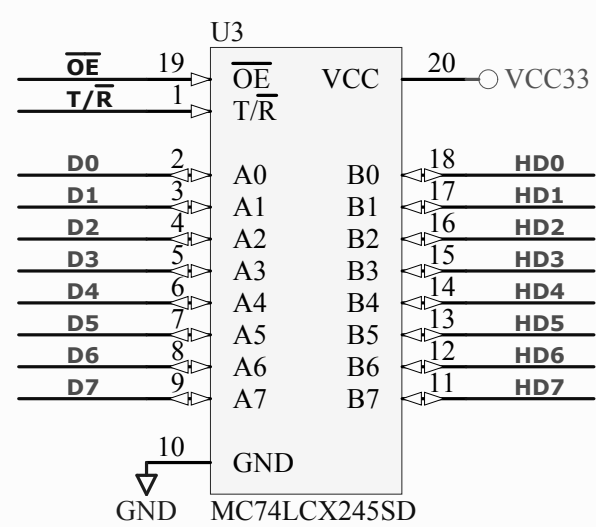 U3
O̅E̅ 19 O̅E̅ VCC 20 VCC33
T/R̅ 1 T/R̅
D0 2 A0 B0 18 HD0
D1 3 A1 B1 17 HD1
D2 4 A2 B2 16 HD2
D3 5 A3 B3 15 HD3
D4 6 A4 B4 14 HD4
D5 7 A5 B5 13 HD5
D6 8 A6 B6 12 HD6
D7 9 A7 B7 11 HD7
10 GND
GND MC74LCX245SD